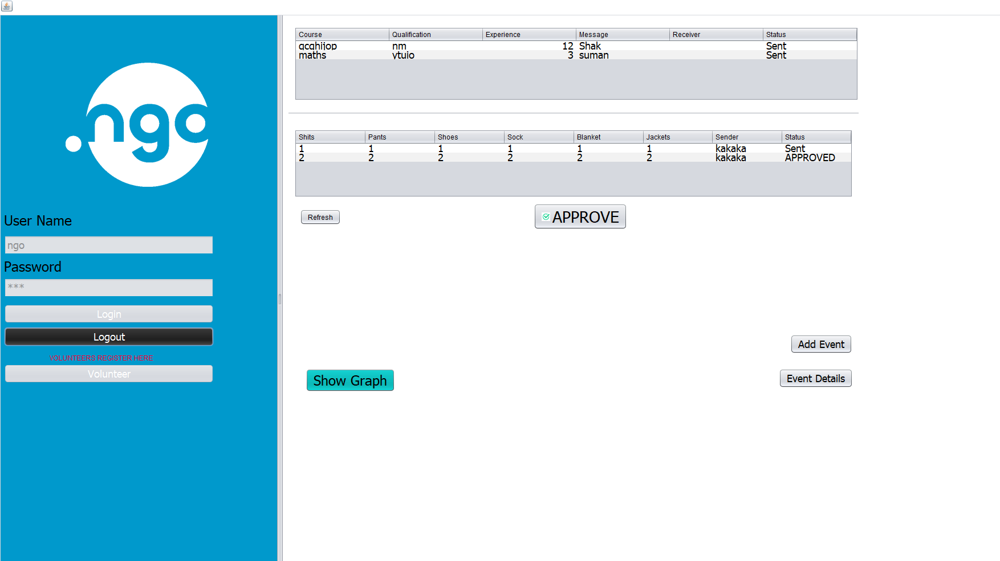 .ngo
User Name
ngo
Password
***
Login
Logout
VOLUNTEERS REGISTER HERE
Volunteer
Course Qualification Experience Message Receiver Status
nm 12 Shak Sent
maths ytuio 3 suman Sent
Shits Pants Shoes Sock Blanket Jackets Sender Status
1 1 1 1 1 1 kakaka Sent
2 2 2 2 2 2 kakaka APPROVED
Refresh
APPROVE
Add Event
Show Graph
Event Details